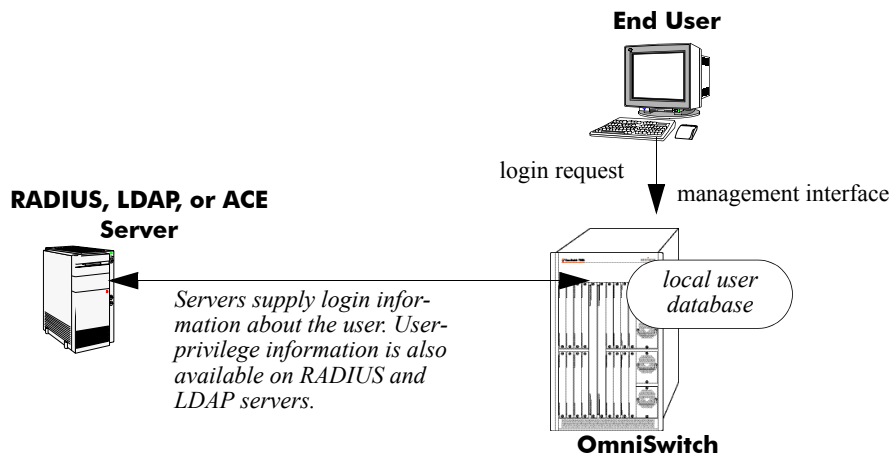 End User
login request
management interface
RADIUS, LDAP, or ACE
Server
local user
database
Servers supply login infor-
mation about the user. User-
privilege information is also
available on RADIUS and
LDAP servers.
OmniSwitch